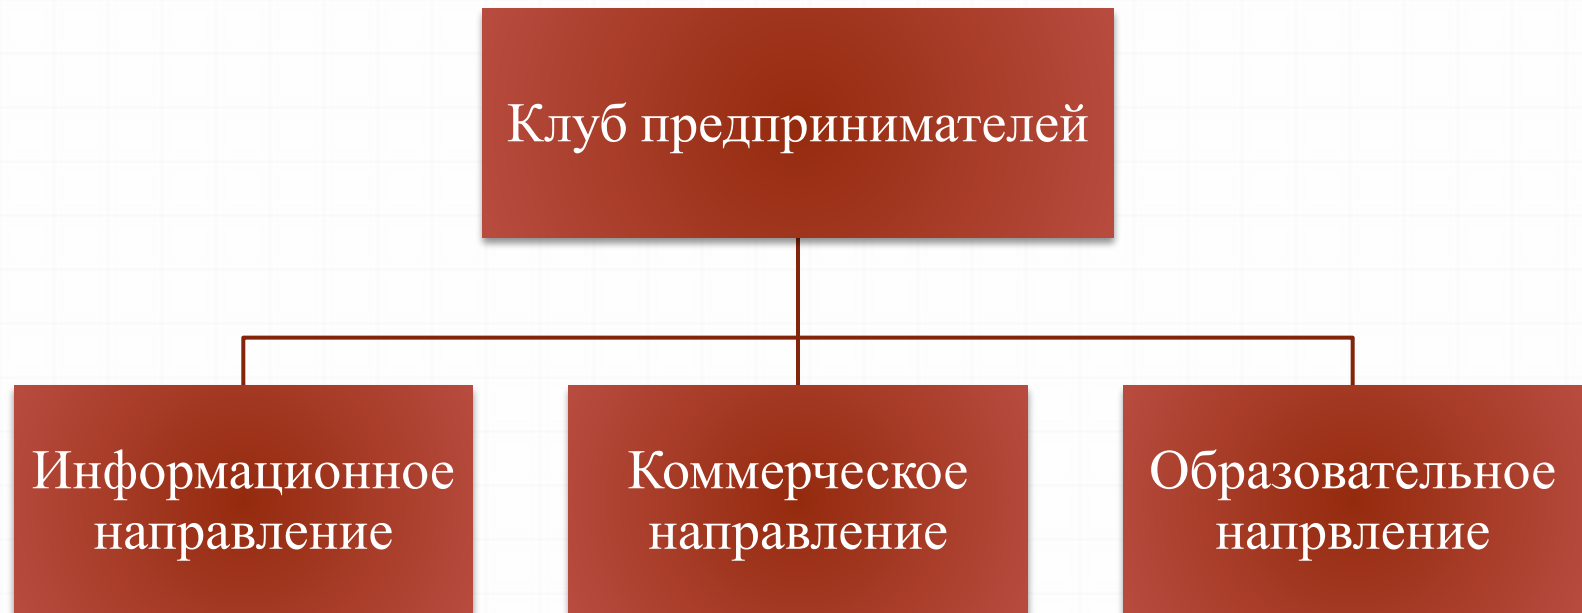 Клуб предпринимателей
Информационное
направление
Коммерческое
направление
Образовательное
напрвление